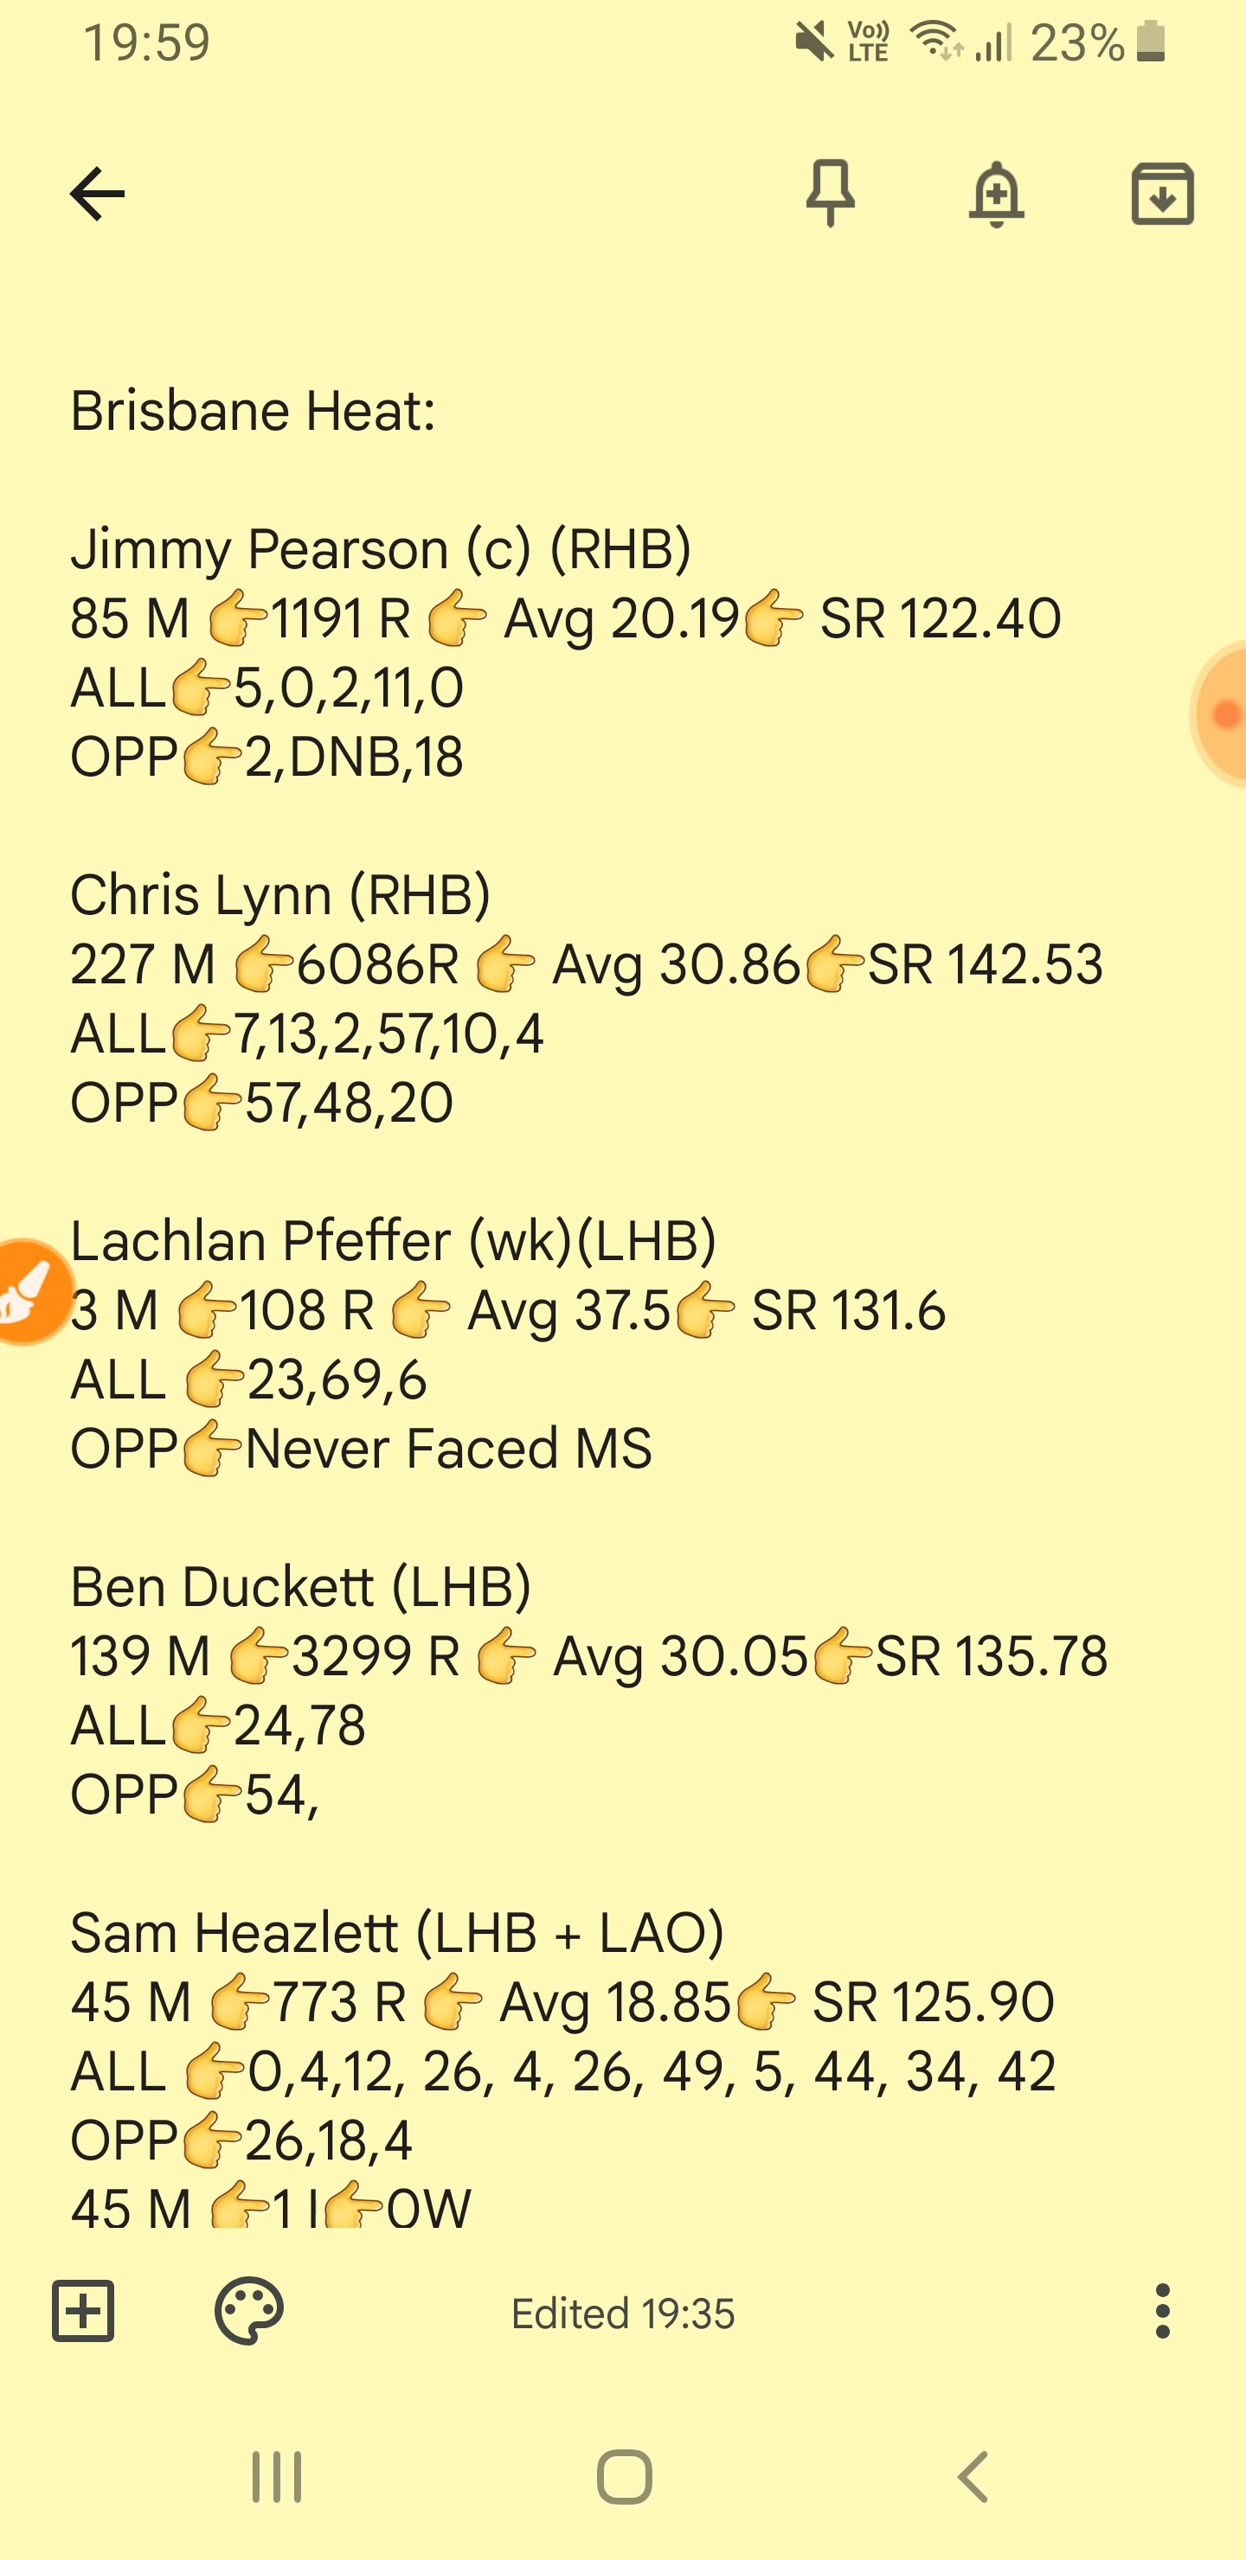 19:59 Vo)) LTE 23%
Brisbane Heat:
Jimmy Pearson (c) (RHB)
85 M 👉1191 R 👉 Avg 20.19👉 SR 122.40
ALL👉5,0,2,11,0
OPP👉2,DNB,18
Chris Lynn (RHB)
227 M 👉6086R 👉 Avg 30.86👉SR 142.53
ALL👉7,13,2,57,10,4
OPP👉57,48,20
Lachlan Pfeffer (wk)(LHB)
3 M 👉108 R 👉 Avg 37.5👉 SR 131.6
ALL 👉23,69,6
OPP👉Never Faced MS
Ben Duckett (LHB)
139 M 👉3299 R 👉 Avg 30.05👉SR 135.78
ALL👉24,78
OPP👉54,
Sam Heazlett (LHB + LAO)
45 M 👉773 R 👉 Avg 18.85👉 SR 125.90
ALL 👉0,4,12, 26, 4, 26, 49, 5, 44, 34, 42
OPP👉26,18,4
45 M 👉1 I👉0W
Edited 19:35